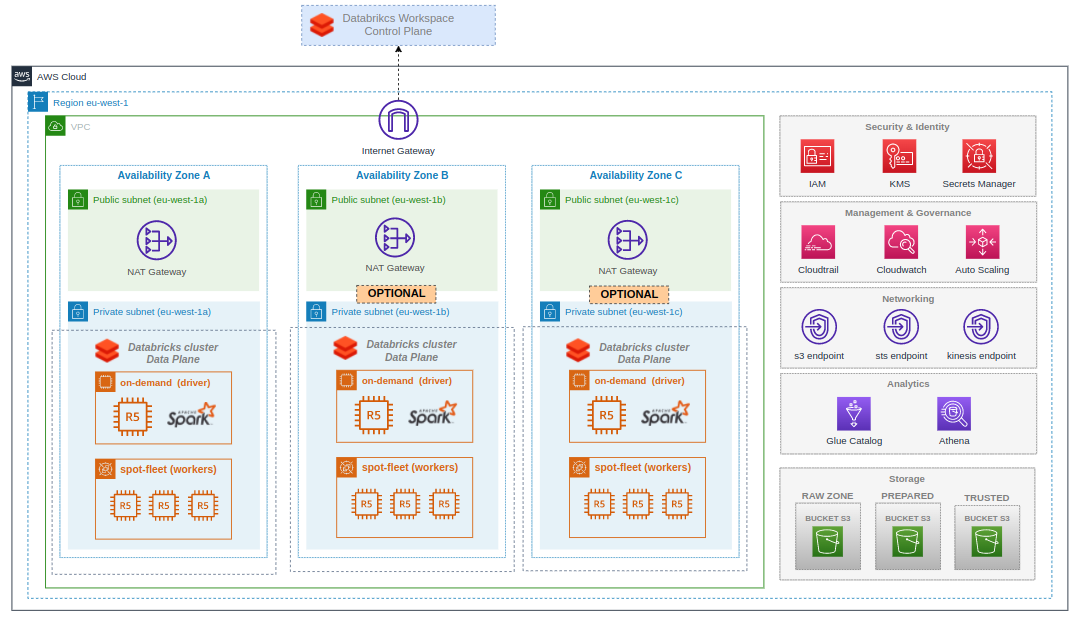 Databrikcs Workspace
Control Plane
aws
AWS Cloud
Region eu-west-1
VPC
Internet Gateway
Availability Zone A
Public subnet (eu-west-1a)
NAT Gateway
Private subnet (eu-west-1a)
Databricks cluster
Data Plane
on-demand (driver)
R5
APACHE
Spark
spot-fleet (workers)
R5
R5
R5
Availability Zone B
Public subnet (eu-west-1b)
NAT Gateway
OPTIONAL
Private subnet (eu-west-1b)
Databricks cluster
Data Plane
on-demand (driver)
R5
APACHE
Spark
spot-fleet (workers)
R5
R5
R5
Availability Zone C
Public subnet (eu-west-1c)
NAT Gateway
OPTIONAL
Private subnet (eu-west-1c)
Databricks cluster
Data Plane
on-demand (driver)
R5
APACHE
Spark
spot-fleet (workers)
R5
R5
R5
Security & Identity
IAM
KMS
Secrets Manager
Management & Governance
Cloudtrail
Cloudwatch
Auto Scaling
Networking
s3 endpoint
sts endpoint
kinesis endpoint
Analytics
Glue Catalog
Athena
Storage
RAW ZONE
PREPARED
TRUSTED
BUCKET S3
BUCKET S3
BUCKET S3